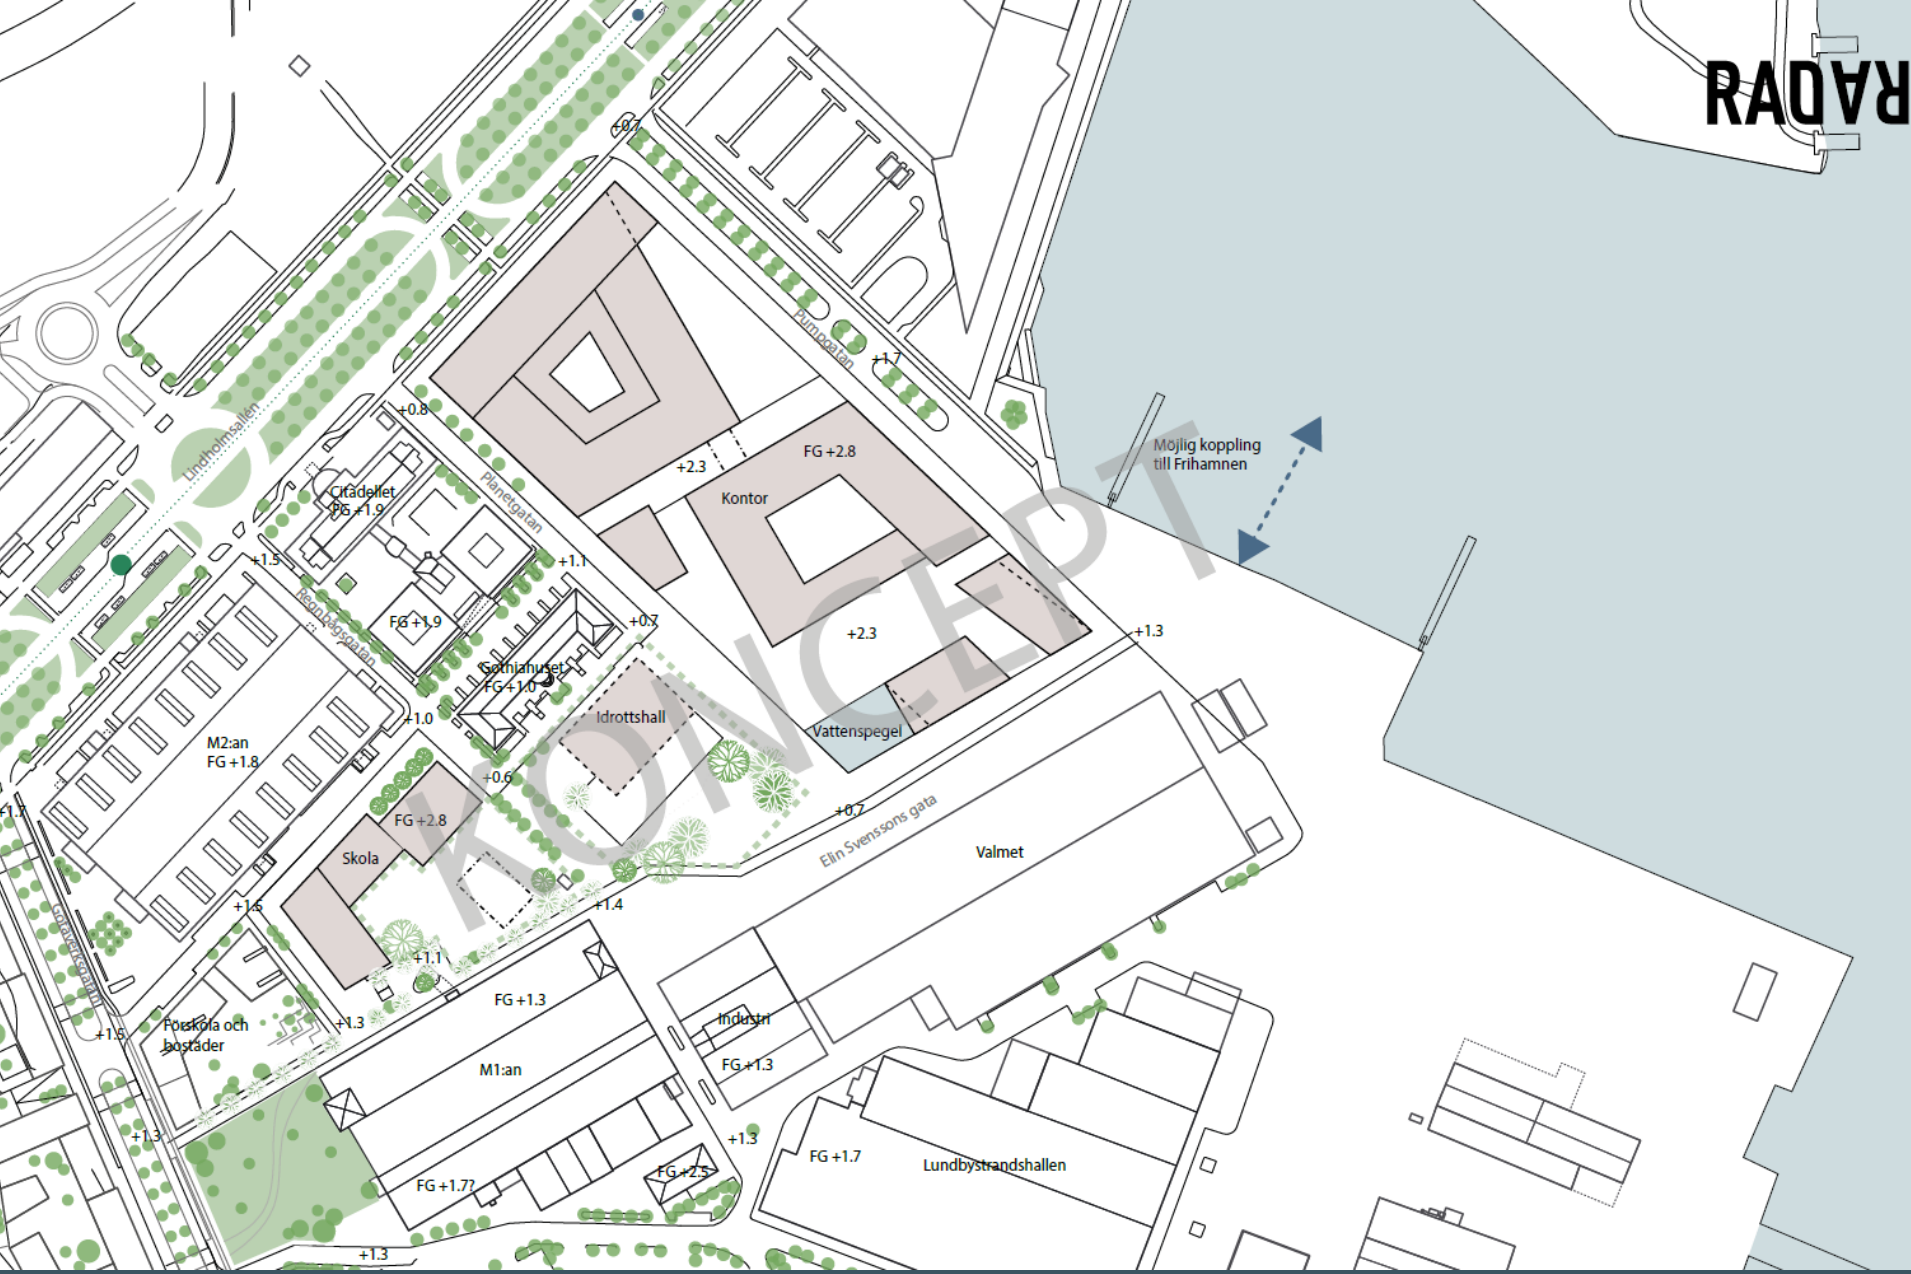 RADAR
+0.7
Pumpgatan
+1.7
Lindholmsallén
+0.8
Möjlig koppling
till Frihamnen
FG +2.8
+2.3
Kontor
Citadellet
FG +1.9
Planetgatan
+1.5
+1.1
Regnbågsgatan
FG +1.9
+0.7
+2.3
+1.3
Gothiahuset
FG +1.0
+1.0
Idrottshall
Vattenspegel
M2:an
FG +1.8
+0.6
+1.7
FG +2.8
+0.7
Elin Svenssons gata
Skola
Valmet
KONCEPT
+1.5
+1.4
Götaverksgatan
+1.1
FG +1.3
Industri
+1.3
Förskola och
bostäder
+1.5
M1:an
FG +1.3
+1.3
+1.3
FG +1.7
Lundbystrandshallen
FG +2.5
FG +1.7?
+1.3